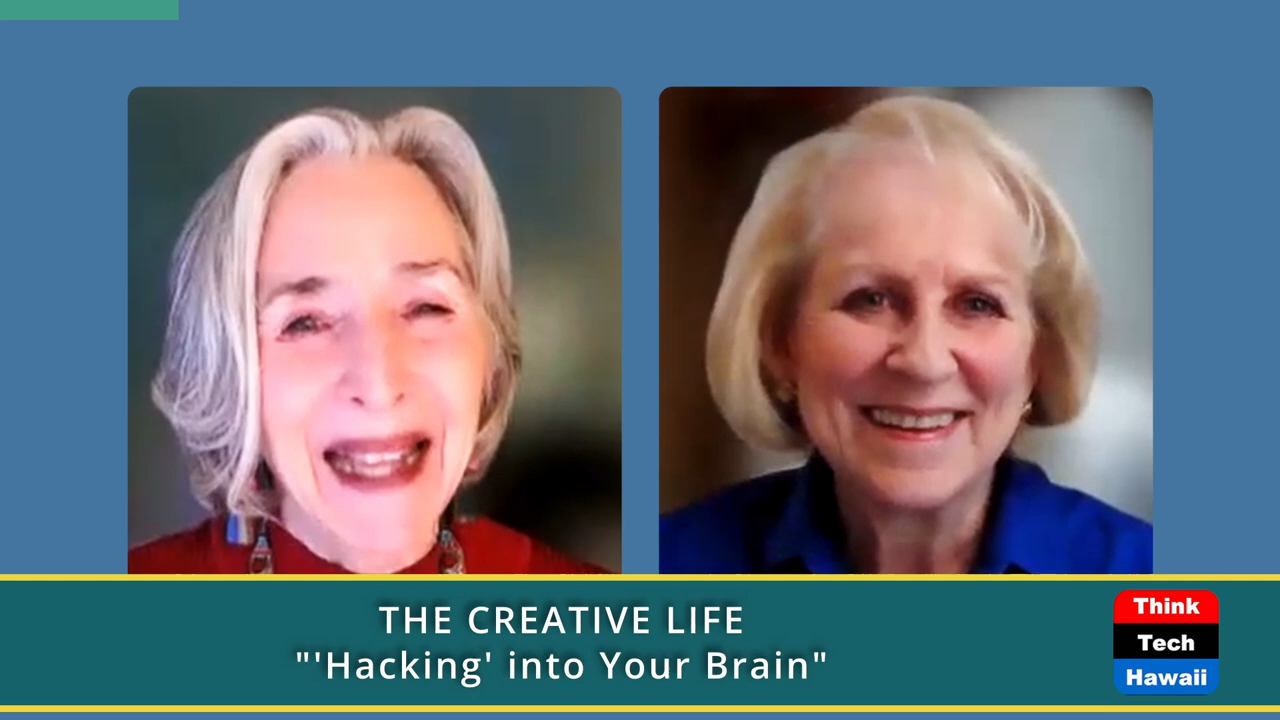 THE CREATIVE LIFE
"'Hacking' into Your Brain"
Think
Tech
Hawaii